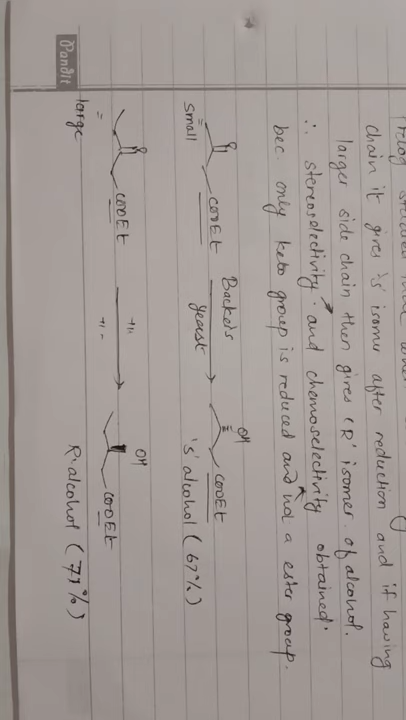 chain it gives 's' isomer after reduction and if having
larger side chain then gives 'R' isomer of alcohol.
∴ stereoselectivity and chemoselectivity obtained.
bec. only keto group is reduced and not a ester group.
O
COOEt
small
Backer's
yeast
OH
COOEt
's' alcohol (67%)
O
COOEt
large
-11-
OH
COOEt
R-alcohol (71%)
Pandit